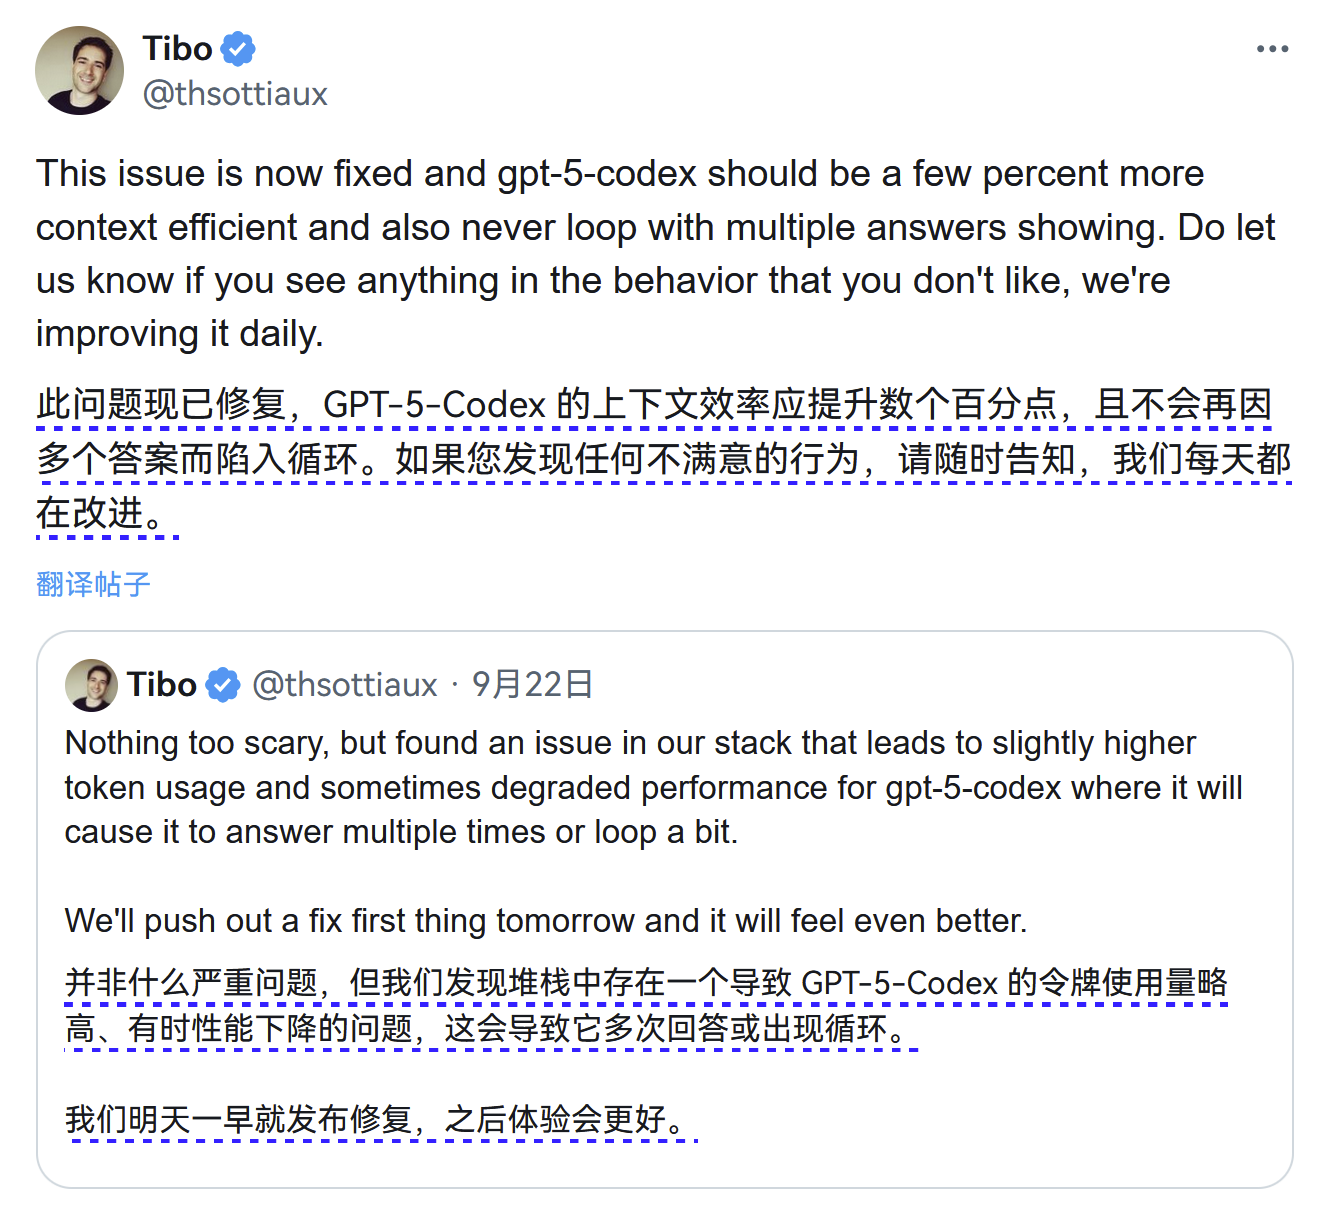 Tibo
@thsottiaux
This issue is now fixed and gpt-5-codex should be a few percent more
context efficient and also never loop with multiple answers showing. Do let
us know if you see anything in the behavior that you don't like, we're
improving it daily.
此问题现已修复，GPT-5-Codex 的上下文效率应提升数个百分点，且不会再因
多个答案而陷入循环。如果您发现任何不满意的行为，请随时告知，我们每天都
在改进。
翻译帖子
Tibo @thsottiaux · 9月22日
Nothing too scary, but found an issue in our stack that leads to slightly higher
token usage and sometimes degraded performance for gpt-5-codex where it will
cause it to answer multiple times or loop a bit.
We'll push out a fix first thing tomorrow and it will feel even better.
并非什么严重问题，但我们发现堆栈中存在一个导致 GPT-5-Codex 的令牌使用量略
高、有时性能下降的问题，这会导致它多次回答或出现循环。
我们明天一早就发布修复，之后体验会更好。